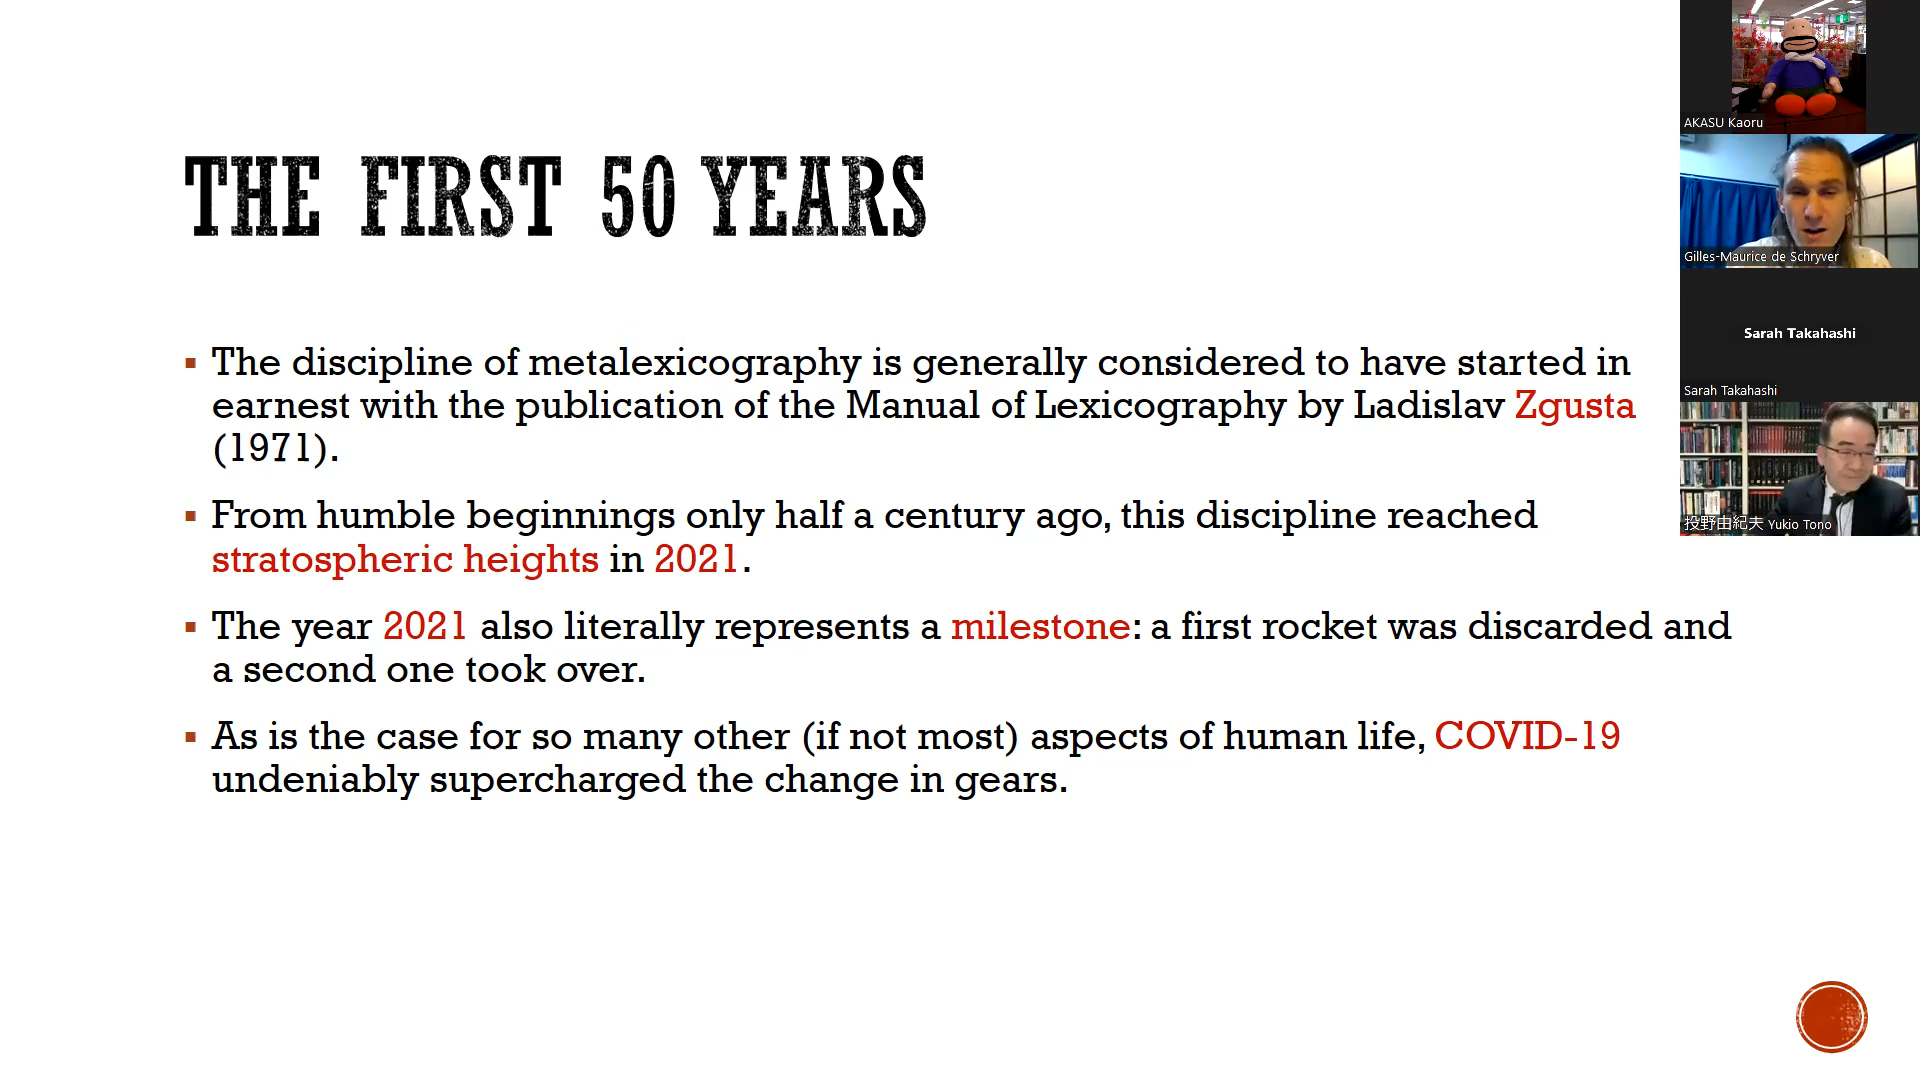 THE FIRST 50 YEARS
▪ The discipline of metalexicography is generally considered to have started in
earnest with the publication of the Manual of Lexicography by Ladislav Zgusta
(1971).
▪ From humble beginnings only half a century ago, this discipline reached
stratospheric heights in 2021.
▪ The year 2021 also literally represents a milestone: a first rocket was discarded and
a second one took over.
▪ As is the case for so many other (if not most) aspects of human life, COVID-19
undeniably supercharged the change in gears.
AKASU Kaoru
Gilles-Maurice de Schryver
Sarah Takahashi
Sarah Takahashi
投野由紀夫 Yukio Tono